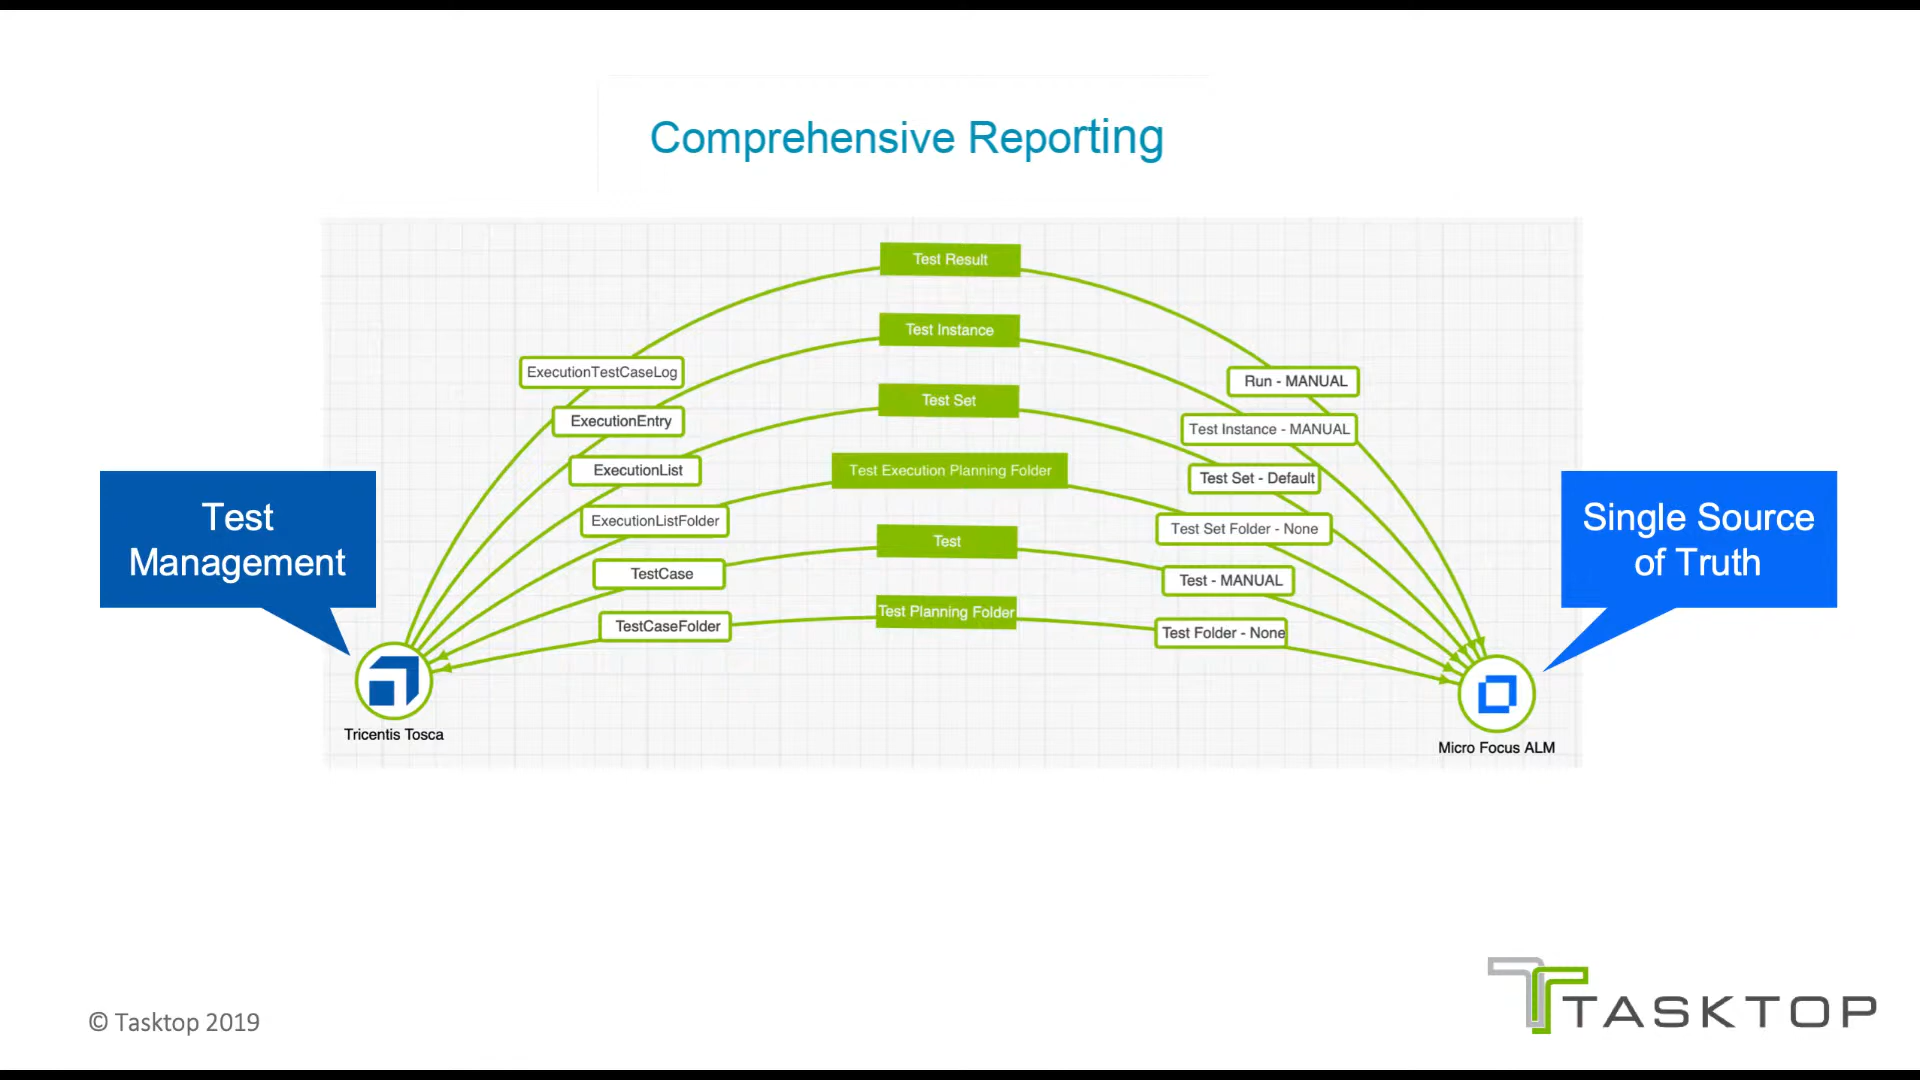 Comprehensive Reporting
Test Result
Test Instance
Test Set
Test Execution Planning Folder
Test
Test Planning Folder
ExecutionTestCaseLog
ExecutionEntry
ExecutionList
ExecutionListFolder
TestCase
TestCaseFolder
Run - MANUAL
Test Instance - MANUAL
Test Set - Default
Test Set Folder - None
Test - MANUAL
Test Folder - None
Test
Management
Single Source
of Truth
Tricentis Tosca
Micro Focus ALM
© Tasktop 2019
TASKTOP